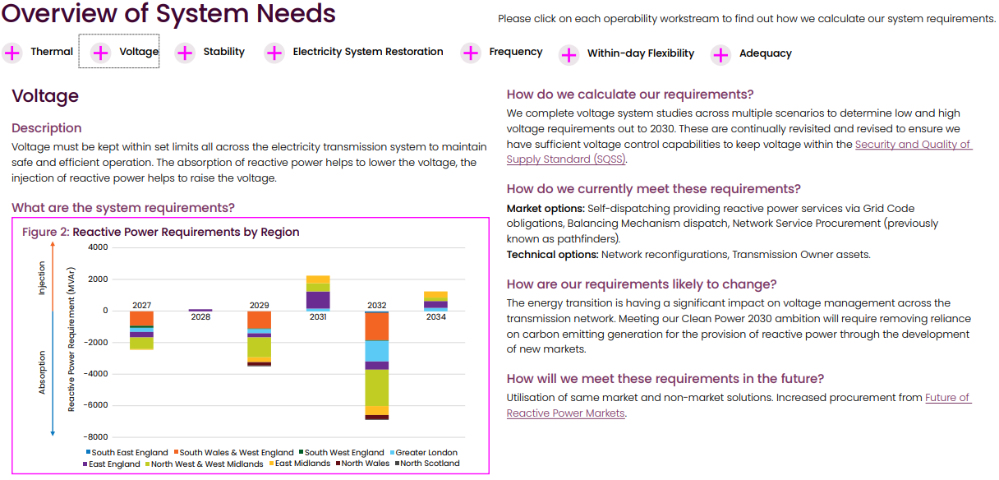 Overview of System Needs
Please click on each operability workstream to find out how we calculate our system requirements.
Thermal
Voltage
Stability
Electricity System Restoration
Frequency
Within-day Flexibility
Adequacy
Voltage
Description
Voltage must be kept within set limits all across the electricity transmission system to maintain
safe and efficient operation. The absorption of reactive power helps to lower the voltage, the
injection of reactive power helps to raise the voltage.
What are the system requirements?
Figure 2: Reactive Power Requirements by Region
Injection
Absorption
Reactive Power Requirement (MVAr)
4000
2000
0
-2000
-4000
-6000
-8000
2027
2028
2029
2031
2032
2034
South East England South Wales & West England South West England Greater London
East England North West & West Midlands East Midlands North Wales North Scotland
How do we calculate our requirements?
We complete voltage system studies across multiple scenarios to determine low and high
voltage requirements out to 2030. These are continually revisited and revised to ensure we
have sufficient voltage control capabilities to keep voltage within the Security and Quality of
Supply Standard (SQSS).
How do we currently meet these requirements?
Market options: Self-dispatching providing reactive power services via Grid Code
obligations, Balancing Mechanism dispatch, Network Service Procurement (previously
known as pathfinders).
Technical options: Network reconfigurations, Transmission Owner assets.
How are our requirements likely to change?
The energy transition is having a significant impact on voltage management across the
transmission network. Meeting our Clean Power 2030 ambition will require removing reliance
on carbon emitting generation for the provision of reactive power through the development
of new markets.
How will we meet these requirements in the future?
Utilisation of same market and non-market solutions. Increased procurement from Future of
Reactive Power Markets.